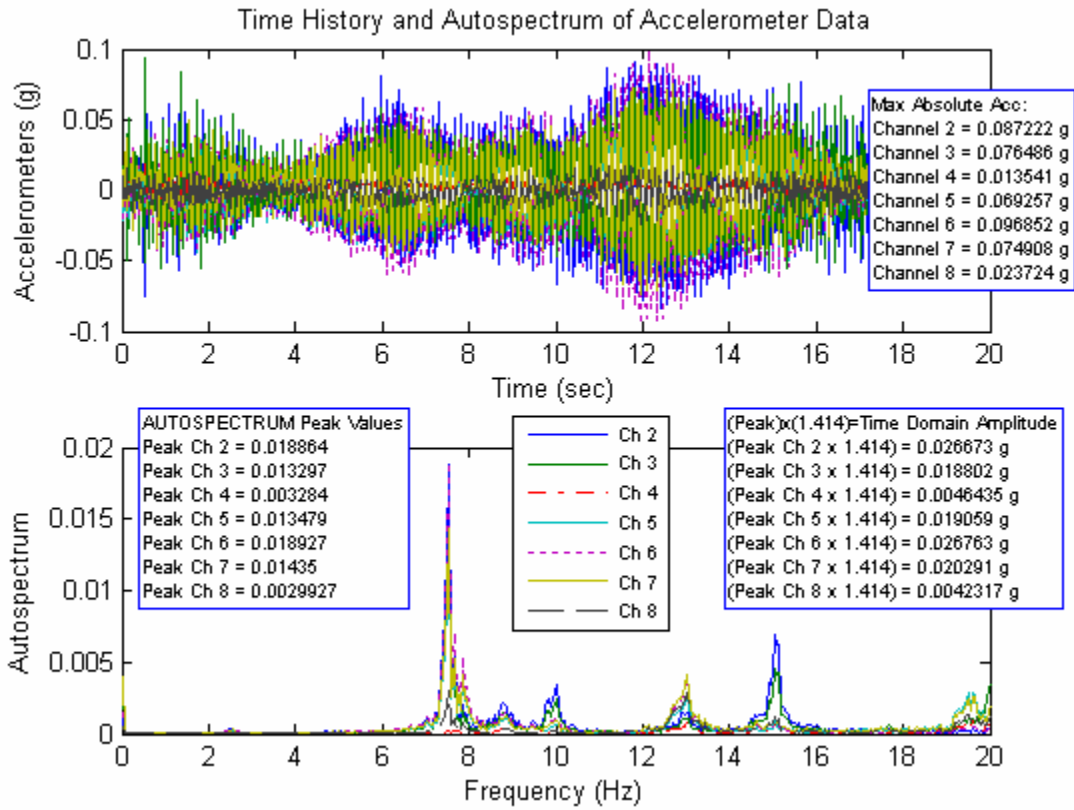 Time History and Autospectrum of Accelerometer Data
Accelerometers (g)
0.1
0.05
0
-0.05
-0.1
0 2 4 6 8 10 12 14 16 18 20
Time (sec)
Max Absolute Acc:
Channel 2 = 0.087222 g
Channel 3 = 0.076486 g
Channel 4 = 0.013541 g
Channel 5 = 0.069257 g
Channel 6 = 0.096852 g
Channel 7 = 0.074908 g
Channel 8 = 0.023724 g
Autospectrum
0.02
0.015
0.01
0.005
0
AUTOSPECTRUM Peak Values
Peak Ch 2 = 0.018864
Peak Ch 3 = 0.013297
Peak Ch 4 = 0.003284
Peak Ch 5 = 0.013479
Peak Ch 6 = 0.018927
Peak Ch 7 = 0.01435
Peak Ch 8 = 0.0029927
Ch 2
Ch 3
Ch 4
Ch 5
Ch 6
Ch 7
Ch 8
(Peak)x(1.414)=Time Domain Amplitude
(Peak Ch 2 x 1.414) = 0.026673 g
(Peak Ch 3 x 1.414) = 0.018802 g
(Peak Ch 4 x 1.414) = 0.0046435 g
(Peak Ch 5 x 1.414) = 0.019059 g
(Peak Ch 6 x 1.414) = 0.026763 g
(Peak Ch 7 x 1.414) = 0.020291 g
(Peak Ch 8 x 1.414) = 0.0042317 g
0 2 4 6 8 10 12 14 16 18 20
Frequency (Hz)